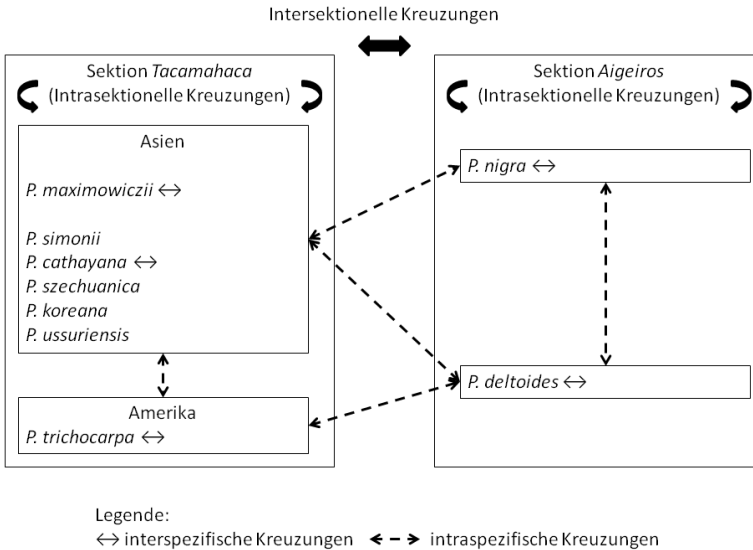 Intersektionelle Kreuzungen
Sektion Tacamahaca
(Intrasektionelle Kreuzungen)
Asien
P. maximowiczii ↔
P. simonii
P. cathayana ↔
P. szechuanica
P. koreana
P. ussuriensis
Amerika
P. trichocarpa ↔
Sektion Aigeiros
(Intrasektionelle Kreuzungen)
P. nigra ↔
P. deltoides ↔
Legende:
↔ interspezifische Kreuzungen intraspezifische Kreuzungen